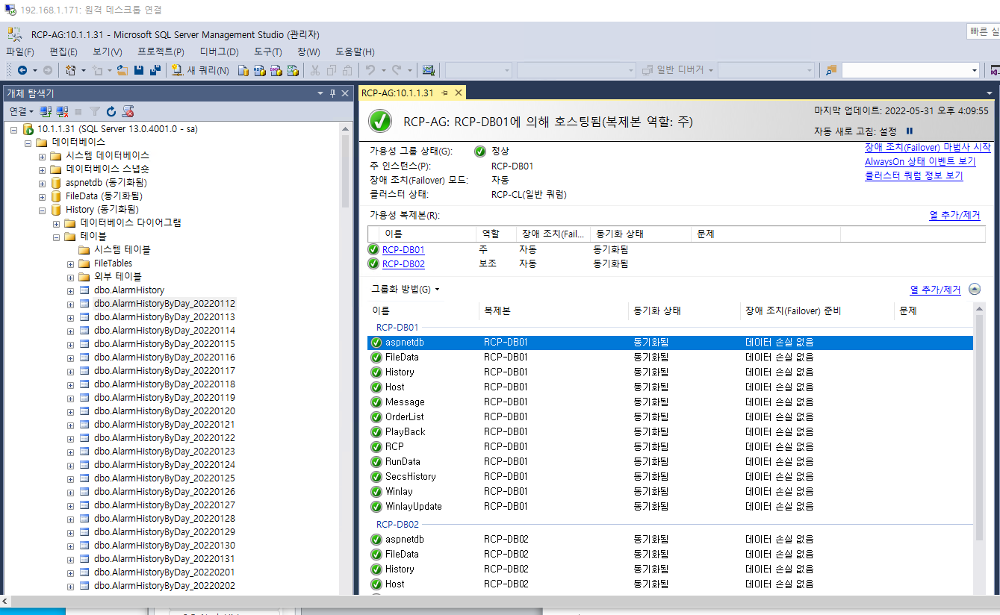 192.168.1.171: 원격 데스크톱 연결
RCP-AG:10.1.1.31 - Microsoft SQL Server Management Studio (관리자)
빠른 실
파일(F) 편집(E) 보기(V) 프로젝트(P) 디버그(D) 도구(T) 창(W) 도움말(H)
새 쿼리(N) 일반 디버거
개체 탐색기
연결
10.1.1.31 (SQL Server 13.0.4001.0 - sa)
데이터베이스
시스템 데이터베이스
데이터베이스 스냅숏
aspnetdb (동기화됨)
FileData (동기화됨)
History (동기화됨)
데이터베이스 다이어그램
테이블
시스템 테이블
FileTables
외부 테이블
dbo.AlarmHistory
dbo.AlarmHistoryByDay_20220112
dbo.AlarmHistoryByDay_20220113
dbo.AlarmHistoryByDay_20220114
dbo.AlarmHistoryByDay_20220115
dbo.AlarmHistoryByDay_20220116
dbo.AlarmHistoryByDay_20220117
dbo.AlarmHistoryByDay_20220118
dbo.AlarmHistoryByDay_20220119
dbo.AlarmHistoryByDay_20220120
dbo.AlarmHistoryByDay_20220121
dbo.AlarmHistoryByDay_20220122
dbo.AlarmHistoryByDay_20220123
dbo.AlarmHistoryByDay_20220124
dbo.AlarmHistoryByDay_20220125
dbo.AlarmHistoryByDay_20220126
dbo.AlarmHistoryByDay_20220127
dbo.AlarmHistoryByDay_20220128
dbo.AlarmHistoryByDay_20220129
dbo.AlarmHistoryByDay_20220130
dbo.AlarmHistoryByDay_20220131
dbo.AlarmHistoryByDay_20220201
dbo.AlarmHistoryByDay_20220202
RCP-AG:10.1.1.31
RCP-AG: RCP-DB01에 의해 호스팅됨(복제본 역할: 주)
마지막 업데이트: 2022-05-31 오후 4:09:55
자동 새로 고침: 설정
가용성 그룹 상태(G): 정상
주 인스턴스(P): RCP-DB01
장애 조치(Failover) 모드: 자동
클러스터 상태: RCP-CL(일반 쿼럼)
장애 조치(Failover) 마법사 시작
AlwaysOn 상태 이벤트 보기
클러스터 쿼럼 정보 보기
가용성 복제본(R): 열 추가/제거
이름 역할 장애 조치(Fail... 동기화 상태 문제
RCP-DB01 주 자동 동기화됨
RCP-DB02 보조 자동 동기화됨
그룹화 방법(G) 열 추가/제거
이름 복제본 동기화 상태 장애 조치(Failover) 준비 문제
RCP-DB01
aspnetdb RCP-DB01 동기화됨 데이터 손실 없음
FileData RCP-DB01 동기화됨 데이터 손실 없음
History RCP-DB01 동기화됨 데이터 손실 없음
Host RCP-DB01 동기화됨 데이터 손실 없음
Message RCP-DB01 동기화됨 데이터 손실 없음
OrderList RCP-DB01 동기화됨 데이터 손실 없음
PlayBack RCP-DB01 동기화됨 데이터 손실 없음
RCP RCP-DB01 동기화됨 데이터 손실 없음
RunData RCP-DB01 동기화됨 데이터 손실 없음
SecsHistory RCP-DB01 동기화됨 데이터 손실 없음
Winlay RCP-DB01 동기화됨 데이터 손실 없음
WinlayUpdate RCP-DB01 동기화됨 데이터 손실 없음
RCP-DB02
aspnetdb RCP-DB02 동기화됨 데이터 손실 없음
FileData RCP-DB02 동기화됨 데이터 손실 없음
History RCP-DB02 동기화됨 데이터 손실 없음
Host RCP-DB02 동기화됨 데이터 손실 없음